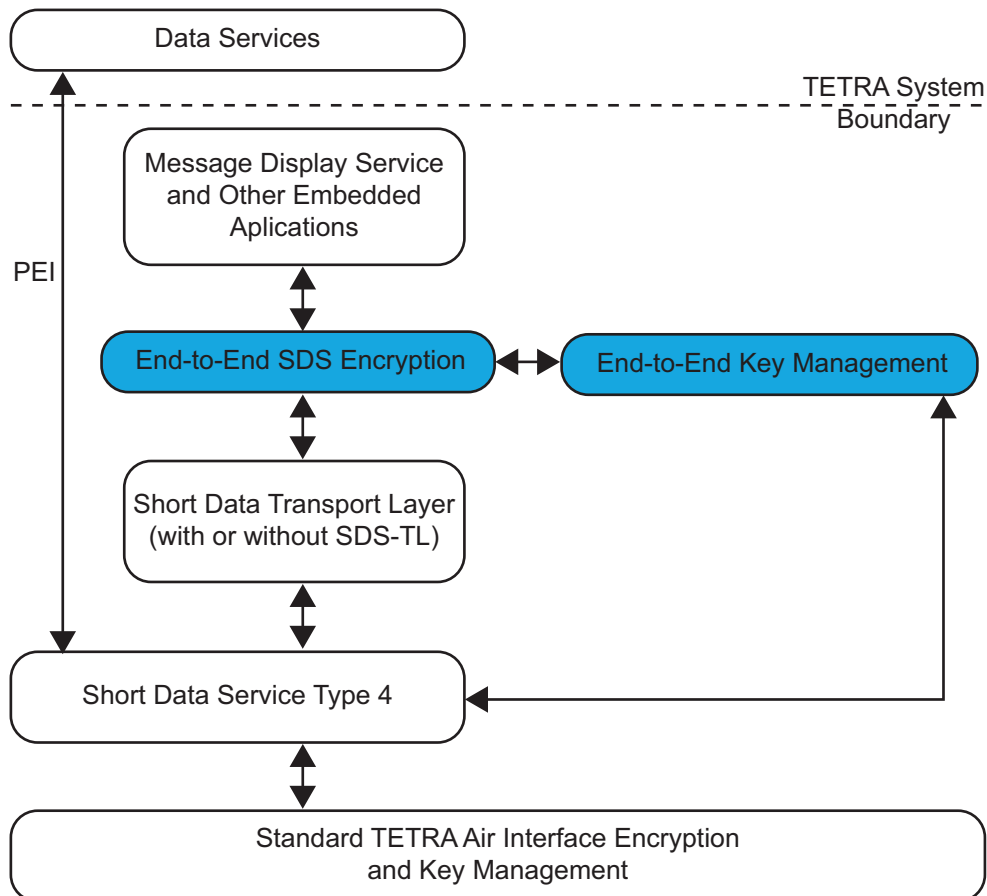 Data Services
TETRA System
Boundary
Message Display Service
and Other Embedded
Aplications
PEI
End-to-End SDS Encryption
End-to-End Key Management
Short Data Transport Layer
(with or without SDS-TL)
Short Data Service Type 4
Standard TETRA Air Interface Encryption
and Key Management